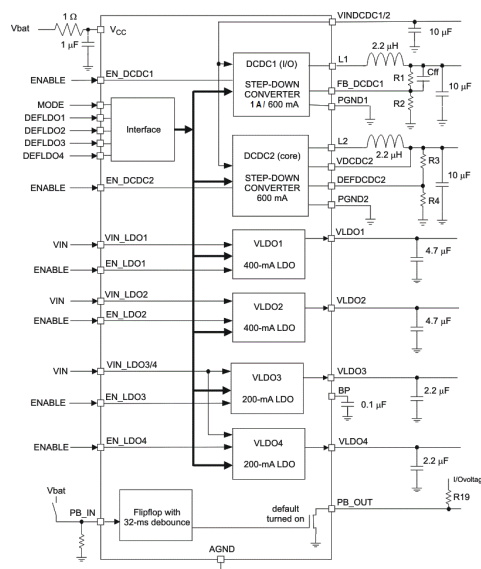 Vbat
1 Ω
1 μF
VCC
VINDCDC1/2
10 μF
ENABLE
EN_DCDC1
DCDC1 (I/O)
STEP-DOWN
CONVERTER
1 A / 600 mA
L1
2.2 μH
FB_DCDC1
R1
Cff
R2
10 μF
PGND1
MODE
DEFLDO1
DEFLDO2
DEFLDO3
DEFLDO4
Interface
DCDC2 (core)
STEP-DOWN
CONVERTER
600 mA
L2
2.2 μH
VDCDC2
R3
DEFDCDC2
R4
10 μF
PGND2
ENABLE
EN_DCDC2
VIN
VIN_LDO1
ENABLE
EN_LDO1
VLDO1
400-mA LDO
VLDO1
4.7 μF
VIN
VIN_LDO2
ENABLE
EN_LDO2
VLDO2
400-mA LDO
VLDO2
4.7 μF
VIN
VIN_LDO3/4
ENABLE
EN_LDO3
VLDO3
200-mA LDO
VLDO3
BP
0.1 μF
2.2 μF
ENABLE
EN_LDO4
VLDO4
200-mA LDO
VLDO4
2.2 μF
Vbat
PB_IN
Flipflop with
32-ms debounce
default
turned on
PB_OUT
I/Ovoltage
R19
AGND